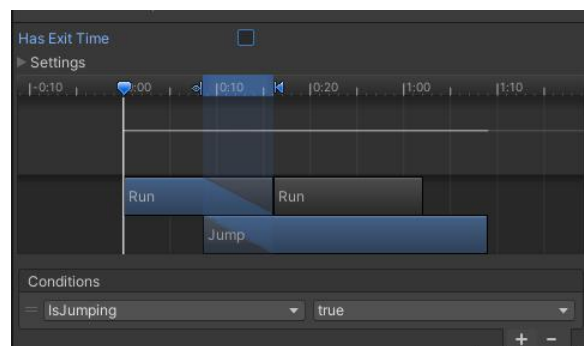 Has Exit Time
Settings
-0:10 0:00 0:10 0:20 1:00 1:10
Run Run
Jump
Conditions
IsJumping true
+ -